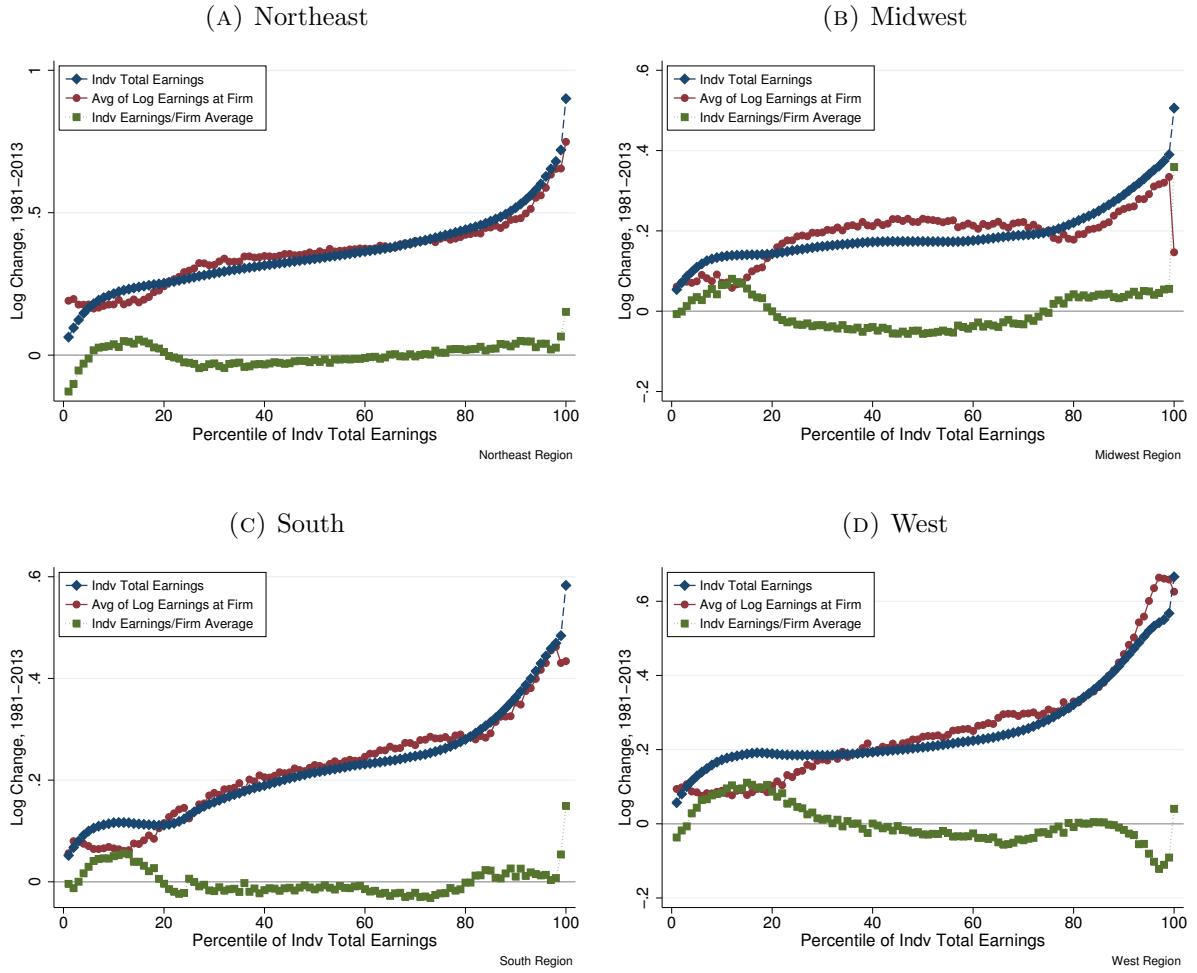 (A) Northeast
Indv Total Earnings
Avg of Log Earnings at Firm
Indv Earnings/Firm Average
Log Change, 1981−2013
1
.5
0
0 20 40 60 80 100
Percentile of Indv Total Earnings
Northeast Region
(B) Midwest
Indv Total Earnings
Avg of Log Earnings at Firm
Indv Earnings/Firm Average
Log Change, 1981−2013
.6
.4
.2
0
−.2
0 20 40 60 80 100
Percentile of Indv Total Earnings
Midwest Region
(C) South
Indv Total Earnings
Avg of Log Earnings at Firm
Indv Earnings/Firm Average
Log Change, 1981−2013
.6
.4
.2
0
0 20 40 60 80 100
Percentile of Indv Total Earnings
South Region
(D) West
Indv Total Earnings
Avg of Log Earnings at Firm
Indv Earnings/Firm Average
Log Change, 1981−2013
.6
.4
.2
0
−.2
0 20 40 60 80 100
Percentile of Indv Total Earnings
West Region